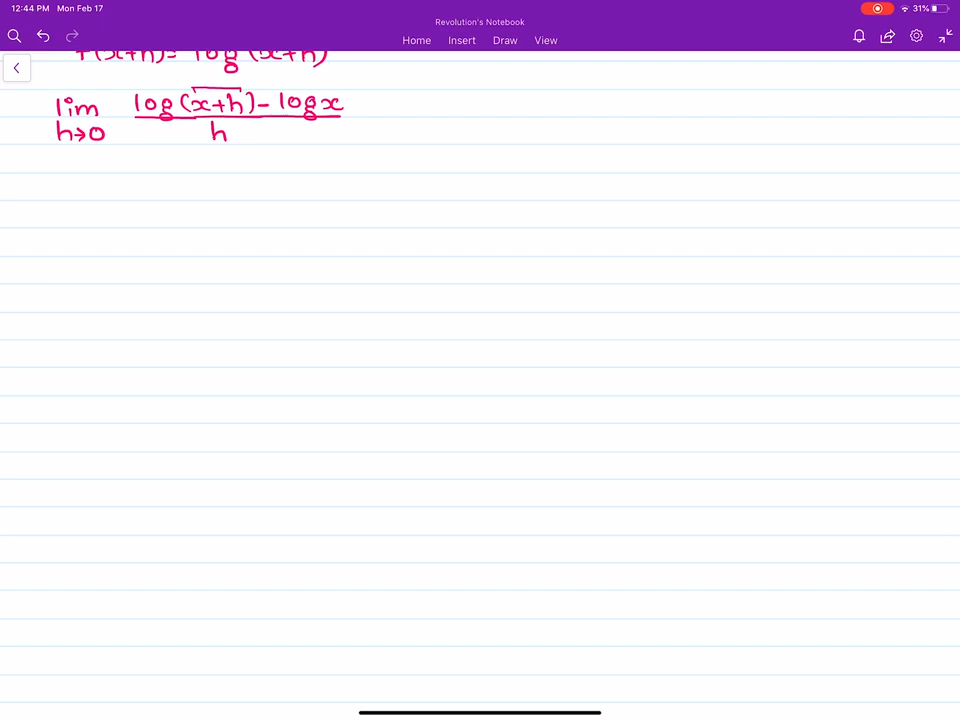 12:44 PM Mon Feb 17
31%
Revolution's Notebook
Home Insert Draw View
f(x+h)= log (x+h)
lim log(x+h) - log x
h→0 h